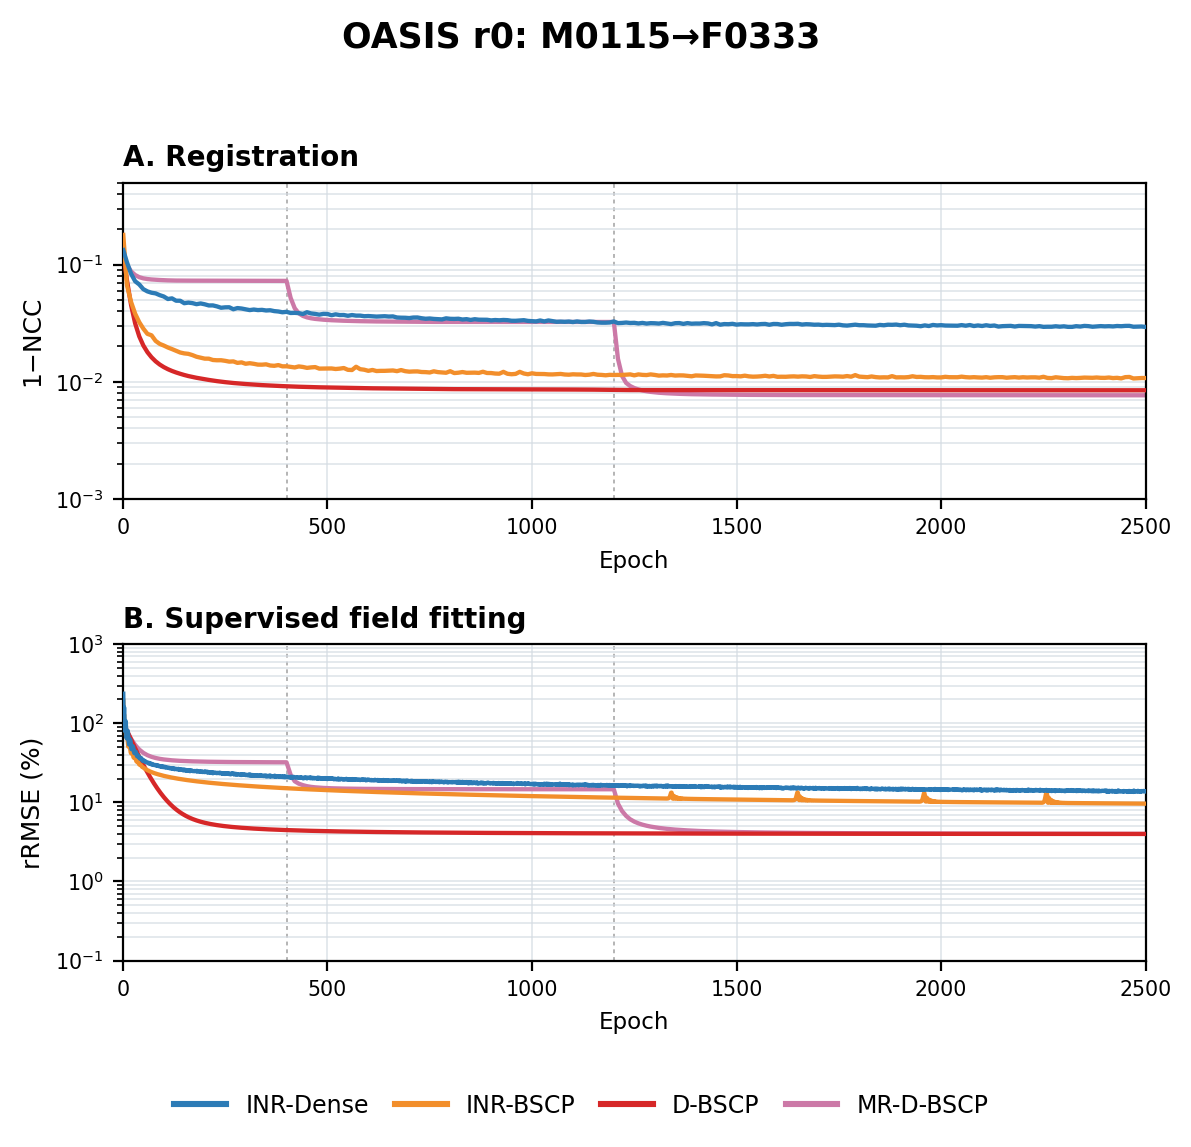 OASIS r0: M0115→F0333
A. Registration
1−NCC
10⁻¹
10⁻²
10⁻³
0 500 1000 1500 2000 2500
Epoch
B. Supervised field fitting
rRMSE (%)
10³
10²
10¹
10⁰
10⁻¹
0 500 1000 1500 2000 2500
Epoch
INR-Dense INR-BSCP D-BSCP MR-D-BSCP